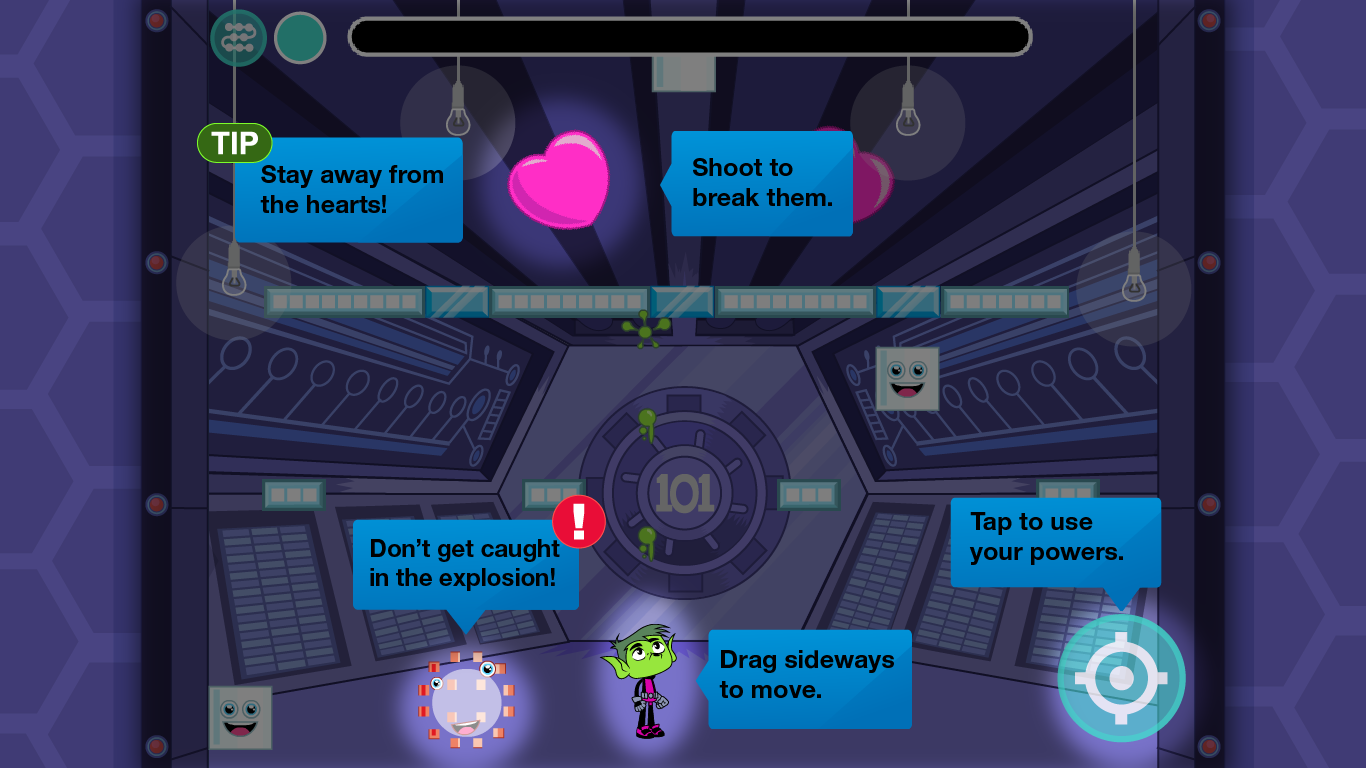 TIP
Stay away from
the hearts!
Shoot to
break them.
101
!
Don’t get caught
in the explosion!
Tap to use
your powers.
Drag sideways
to move.